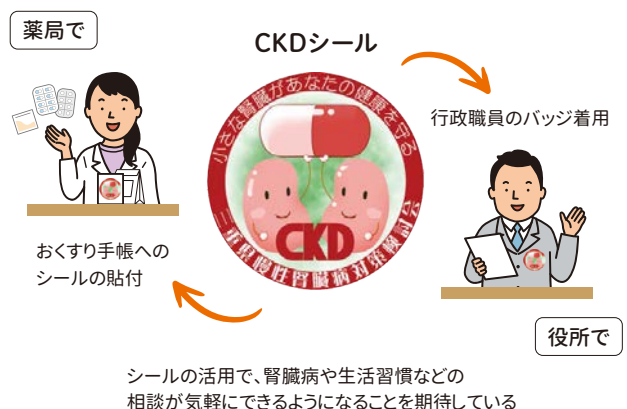 薬局で
CKDシール
小さな腎臓があなたの健康を守る
CKD
三重県慢性腎臓病対策検討会
行政職員のバッジ着用
おくすり手帳への
シールの貼付
役所で
シールの活用で、腎臓病や生活習慣などの
相談が気軽にできるようになることを期待している